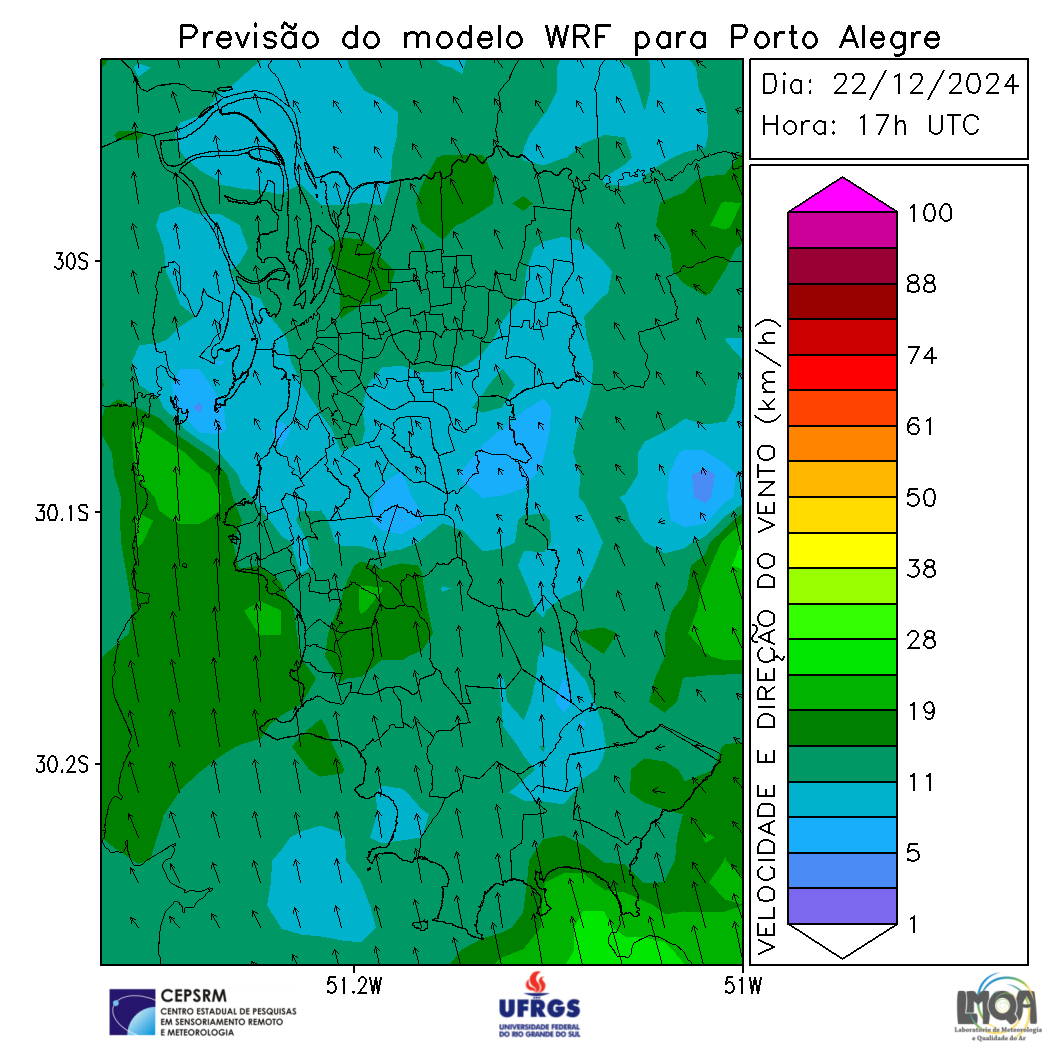 Previsão do modelo WRF para Porto Alegre
Dia: 22/12/2024
Hora: 17h UTC
30S
30.1S
30.2S
51.2W
51W
VELOCIDADE E DIREÇÃO DO VENTO (km/h)
100
88
74
61
50
38
28
19
11
5
1
CEPSRM
CENTRO ESTADUAL DE PESQUISAS
EM SENSORIAMENTO REMOTO
E METEOROLOGIA
UFRGS
UNIVERSIDADE FEDERAL
DO RIO GRANDE DO SUL
LMQA
Laboratório de Meteorologia
e Qualidade do Ar